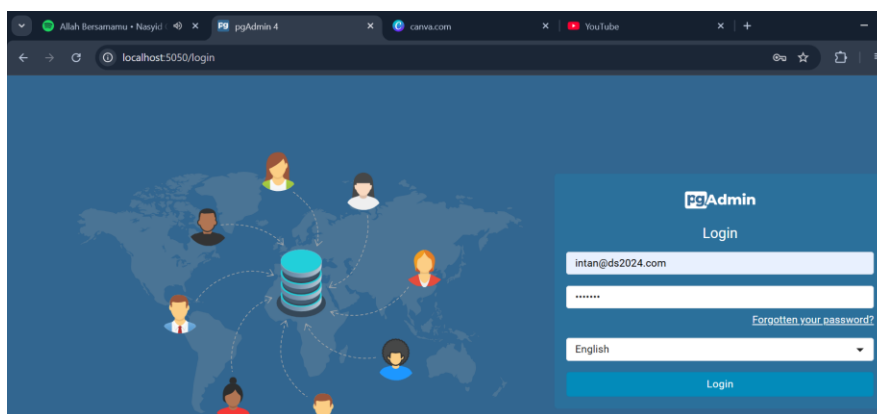 Allah Bersamamu • Nasyid
pgAdmin 4
canva.com
YouTube
localhost:5050/login
pgAdmin
Login
intan@ds2024.com
•••••••
Forgotten your password?
English
Login